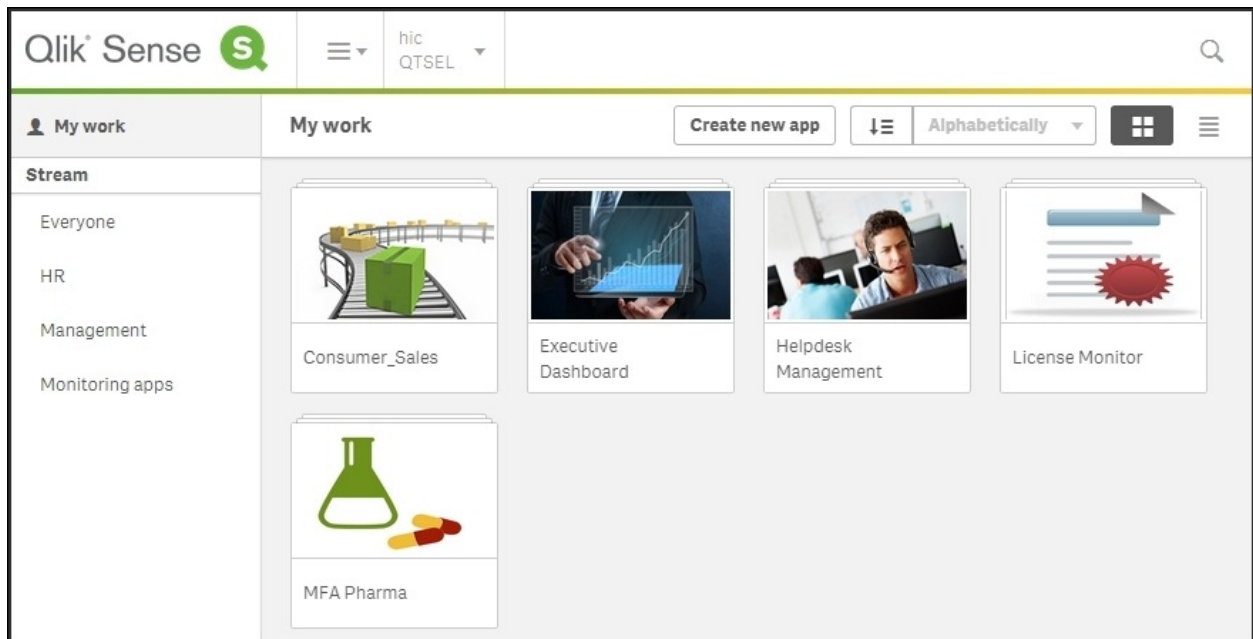 Qlik Sense
hic
QTSEL
My work
My work
Create new app
Alphabetically
Stream
Everyone
HR
Management
Monitoring apps
Consumer_Sales
Executive
Dashboard
Helpdesk
Management
License Monitor
MFA Pharma